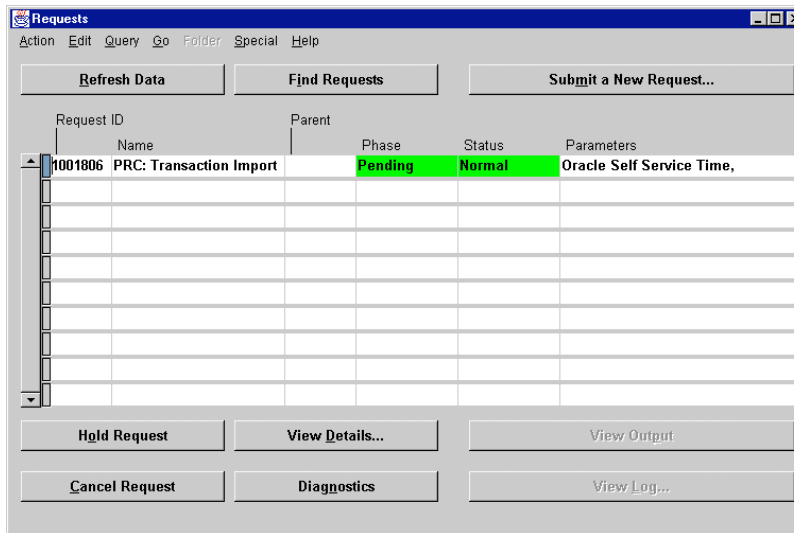 Requests
Action Edit Query Go Folder Special Help
Refresh Data Find Requests Submit a New Request...
Request ID Parent
Name Phase Status Parameters
1001806 PRC: Transaction Import Pending Normal Oracle Self Service Time,
Hold Request View Details... View Output
Cancel Request Diagnostics View Log...